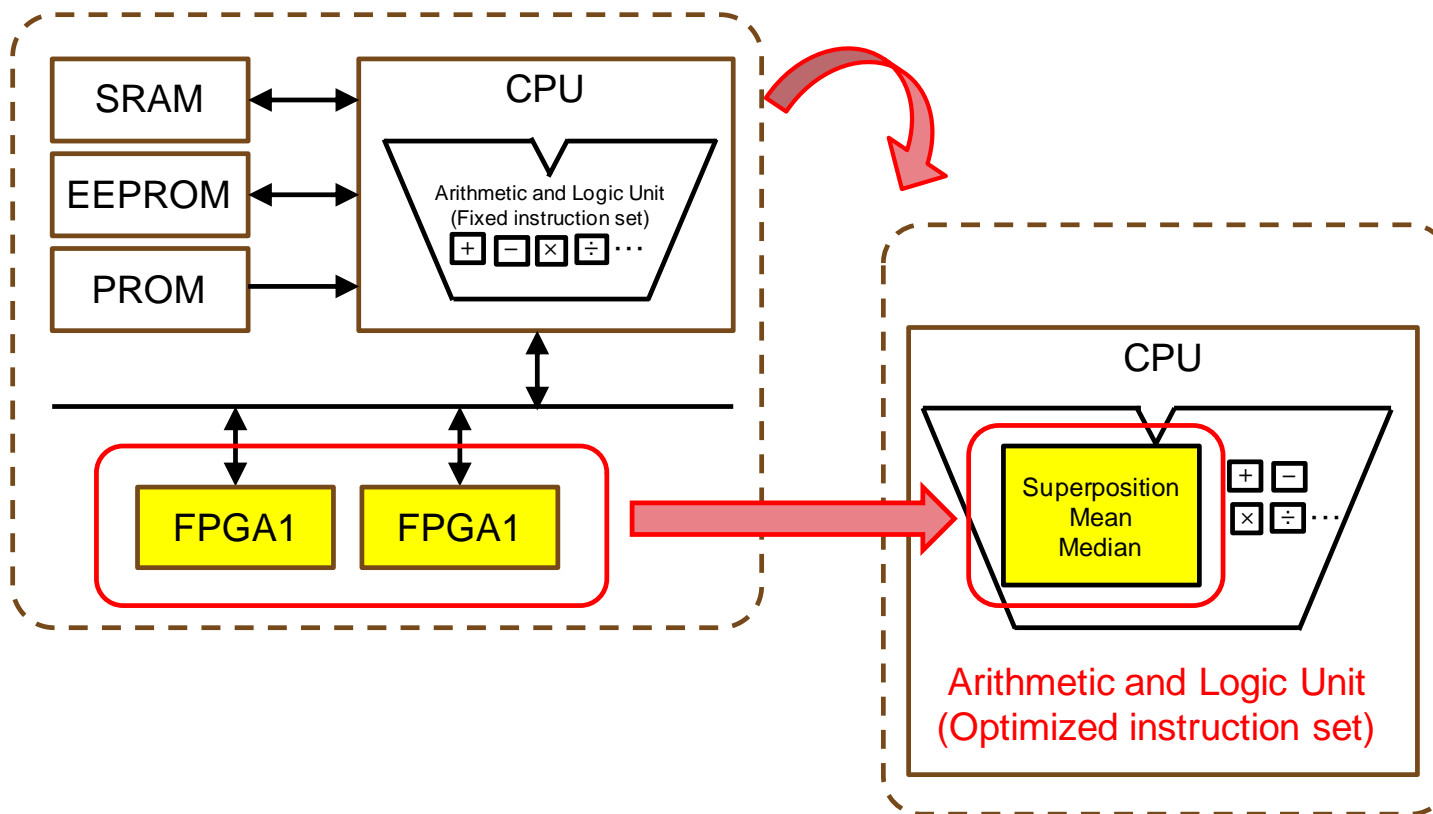 SRAM
EEPROM
PROM
CPU
Arithmetic and Logic Unit
(Fixed instruction set)
+ − × ÷ ···
FPGA1
FPGA1
CPU
Superposition
Mean
Median
+ −
× ÷ ···
Arithmetic and Logic Unit
(Optimized instruction set)